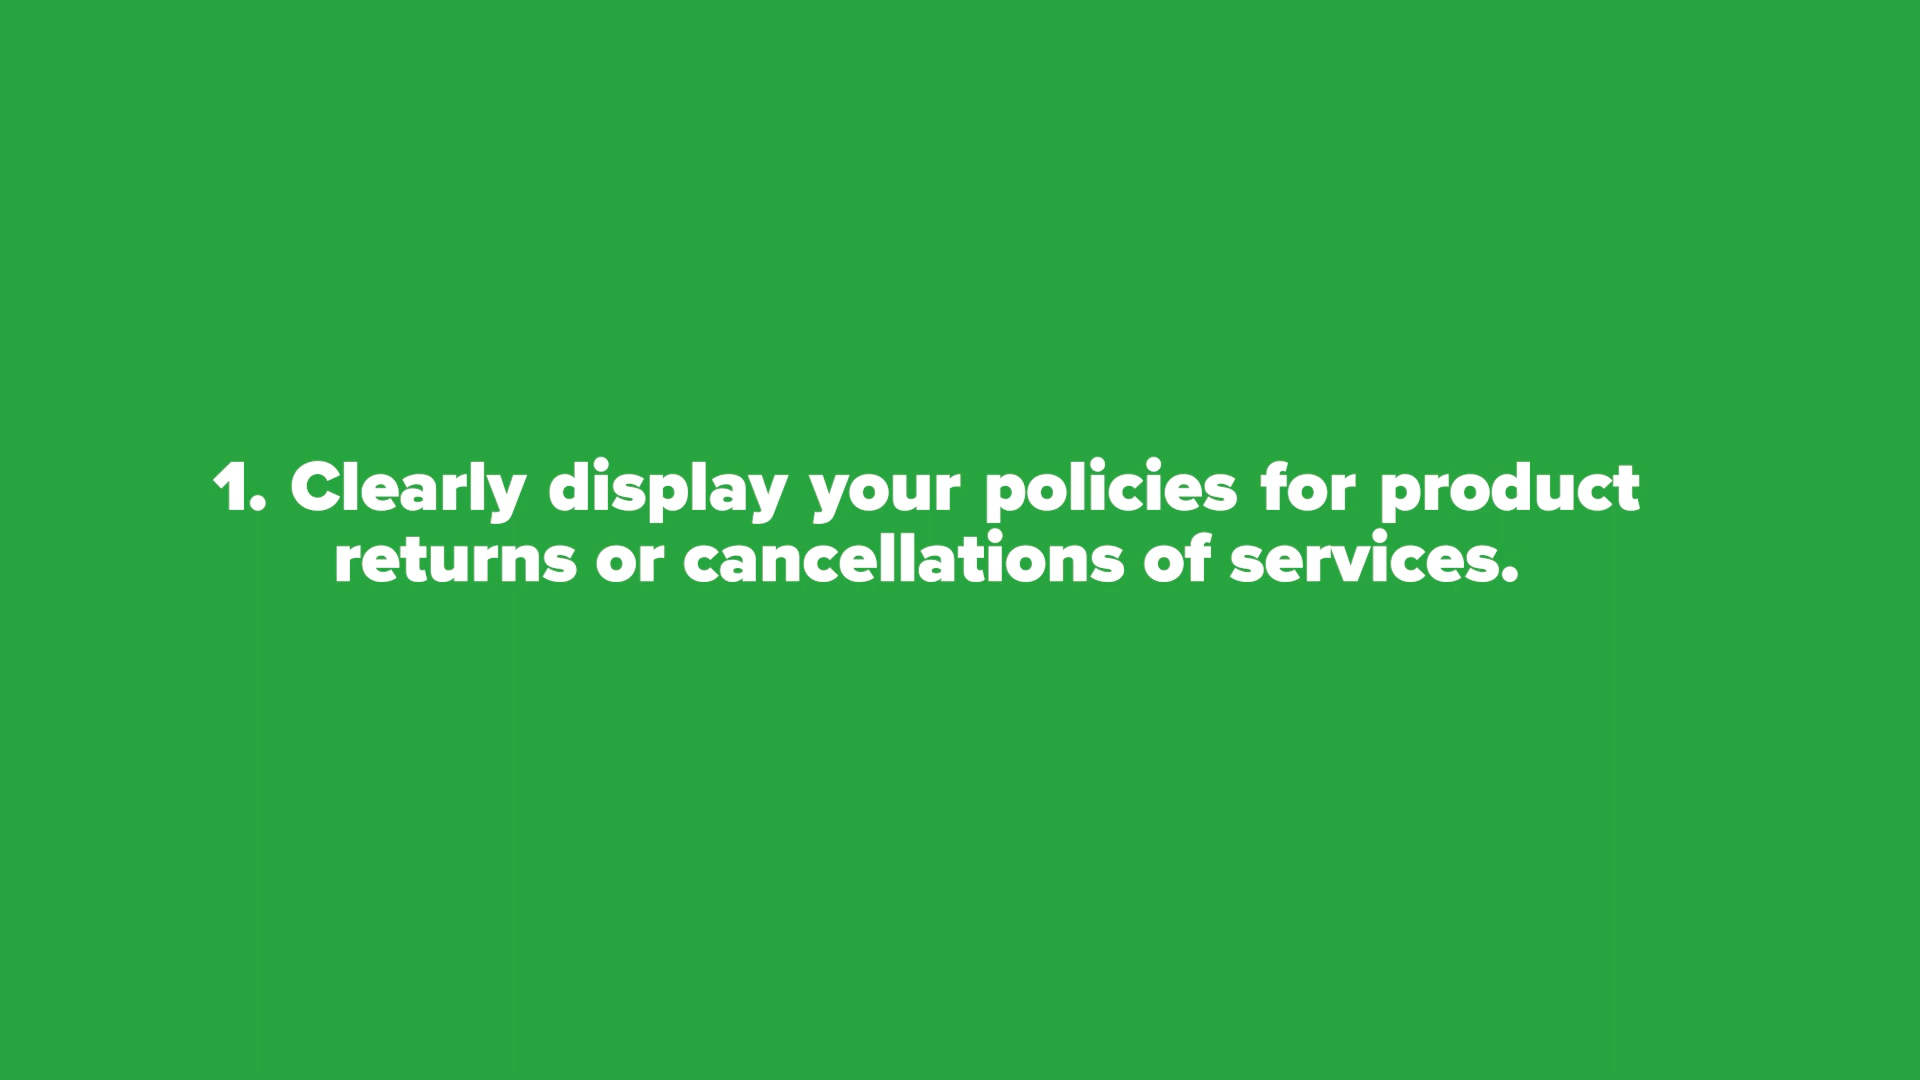 1. Clearly display your policies for product
returns or cancellations of services.